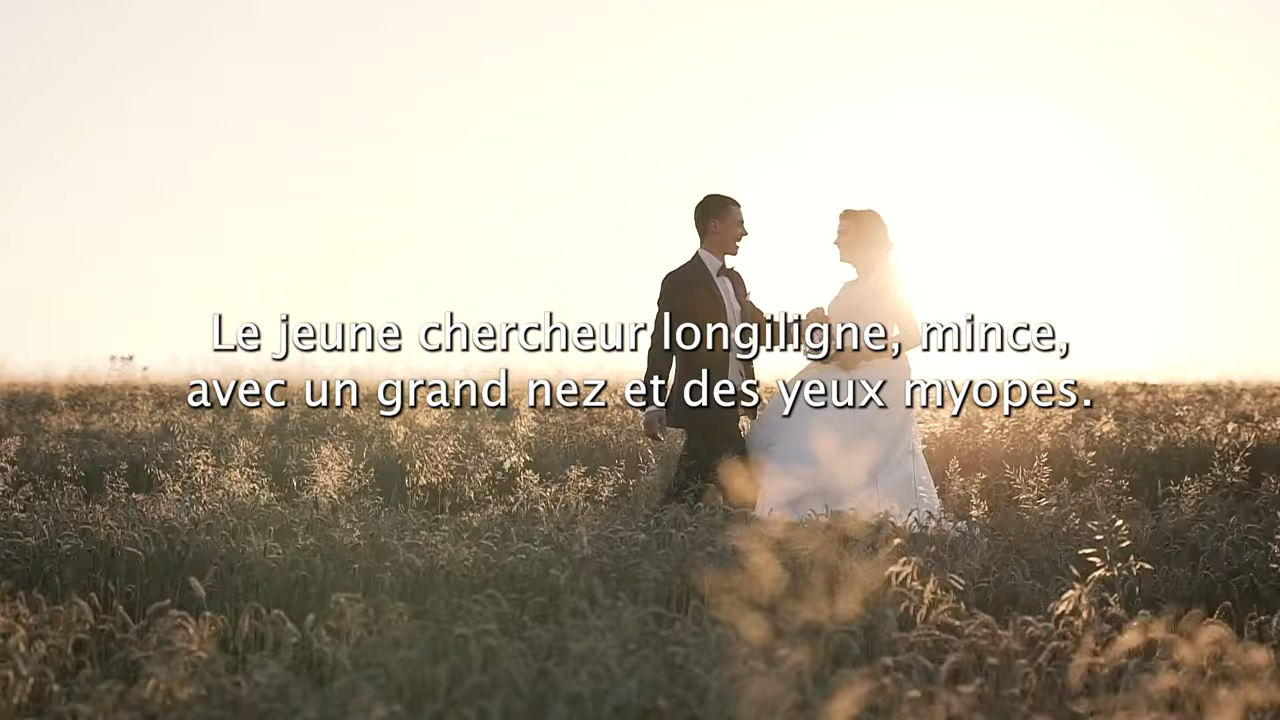 Le jeune chercheur longiligne, mince,
avec un grand nez et des yeux myopes.